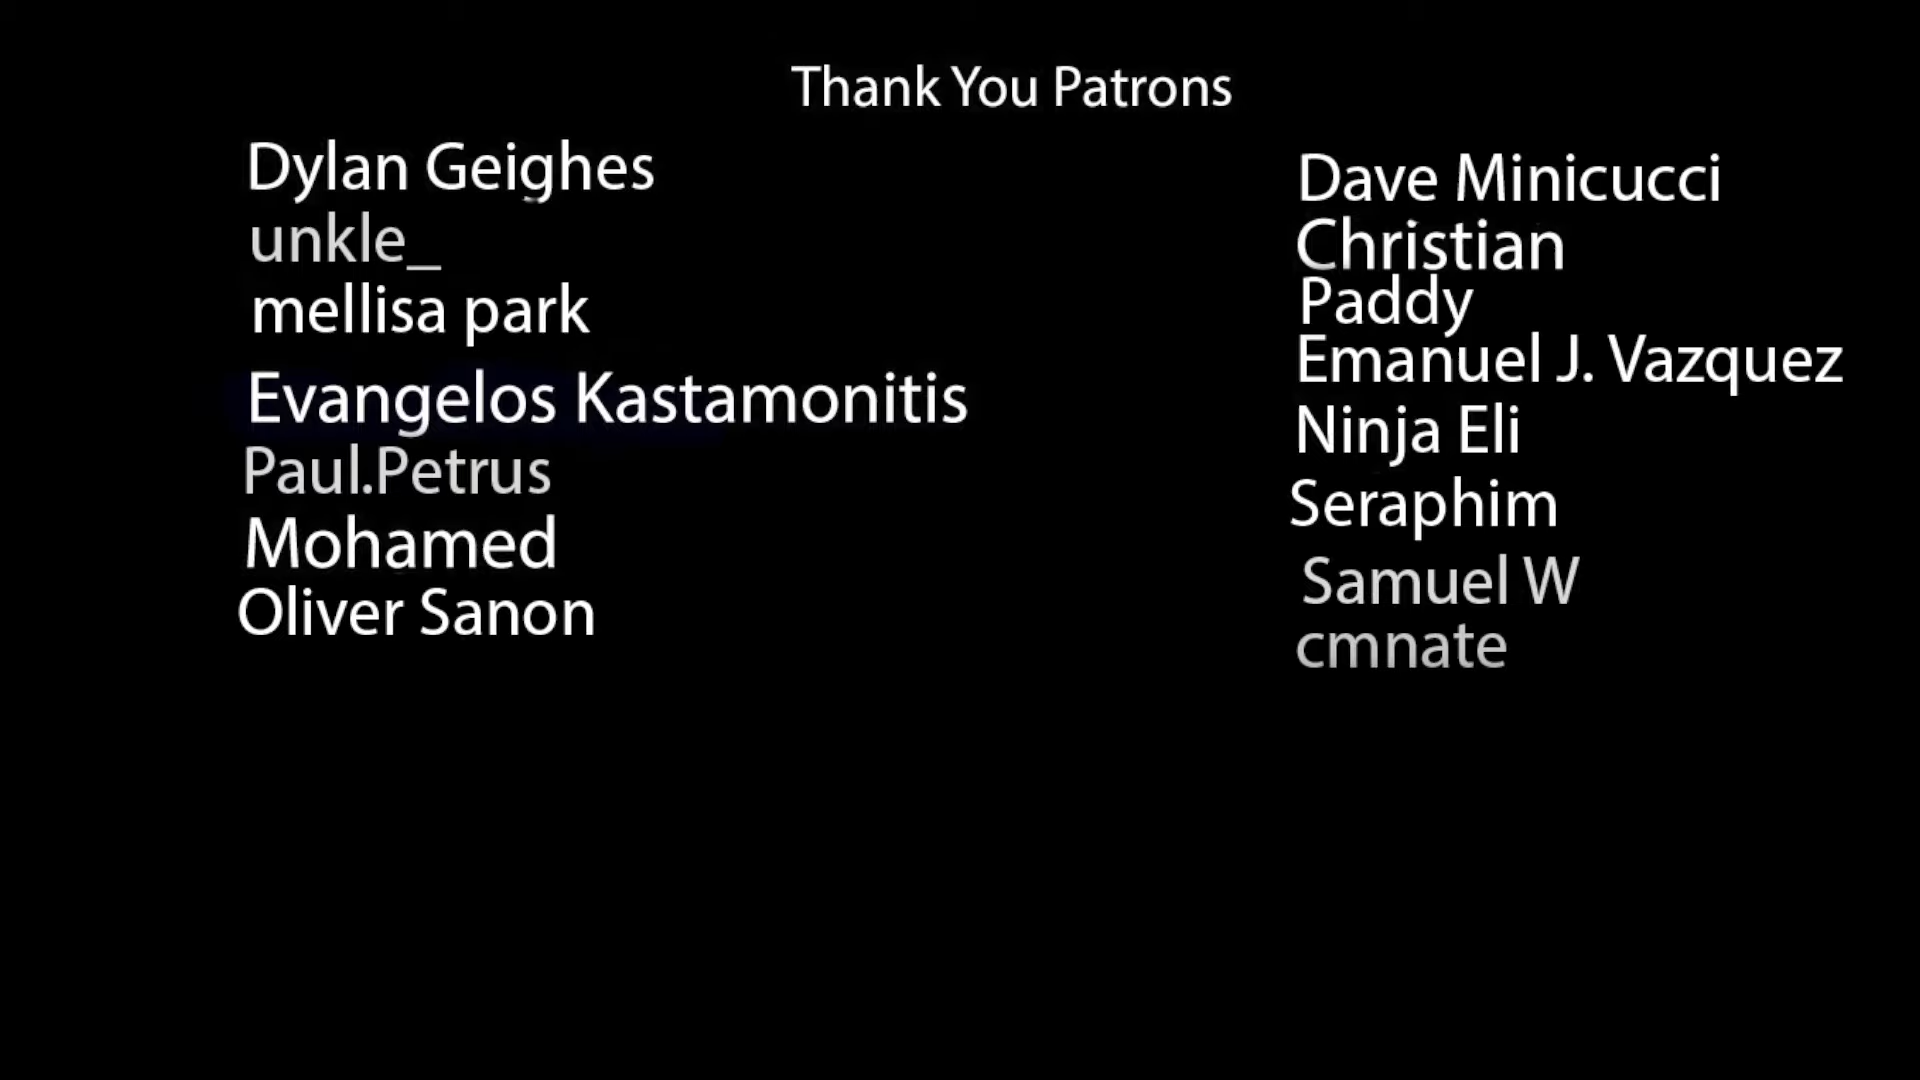 Thank You Patrons
Dylan Geighes
unkle_
mellisa park
Evangelos Kastamonitis
Paul.Petrus
Mohamed
Oliver Sanon
Dave Minicucci
Christian
Paddy
Emanuel J. Vazquez
Ninja Eli
Seraphim
Samuel W
cmnate